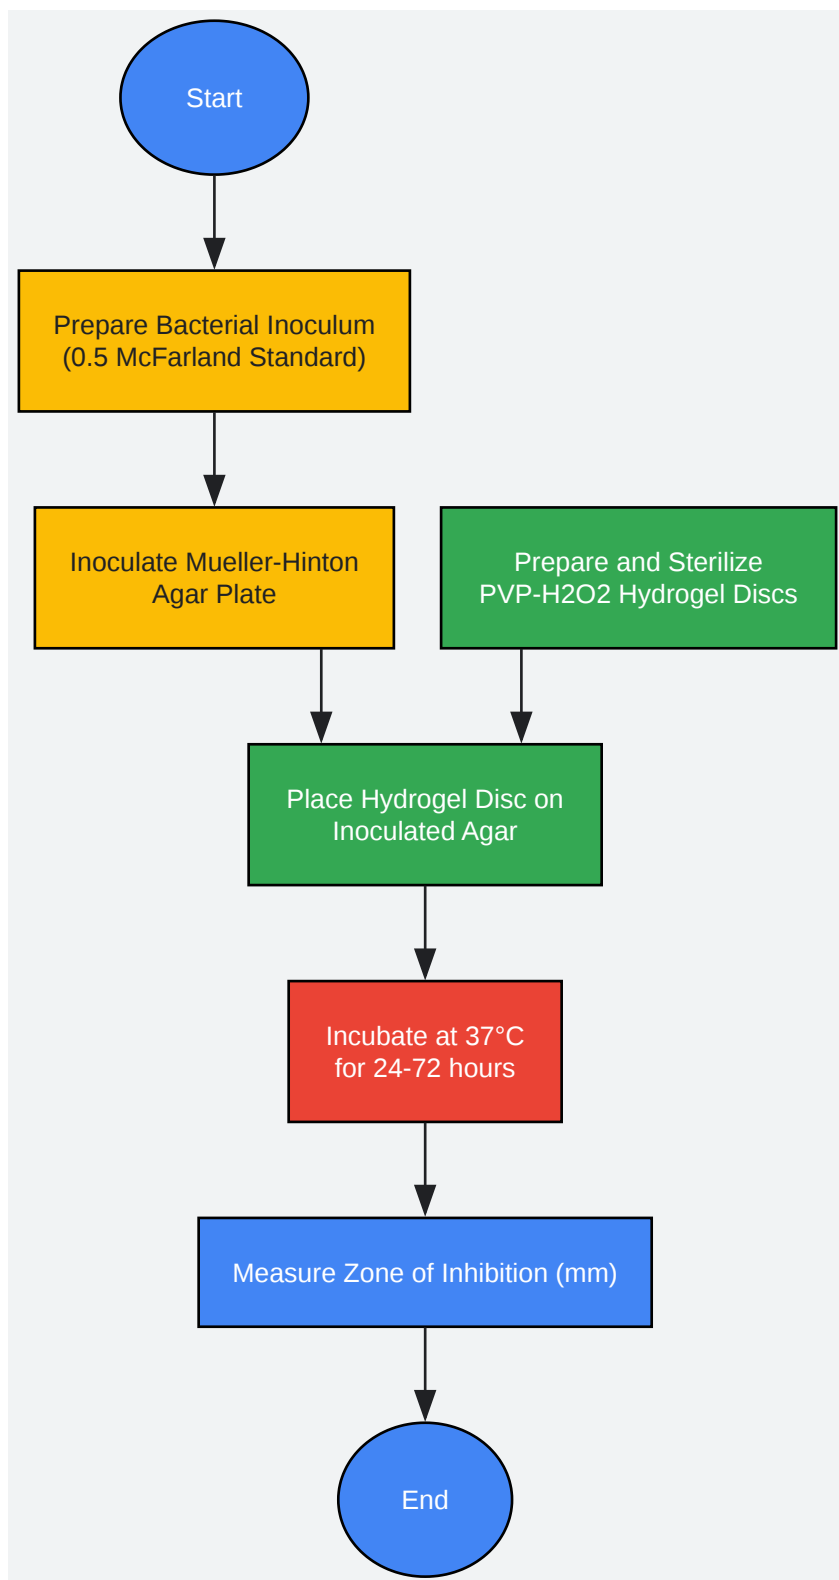 Start
Prepare Bacterial Inoculum
(0.5 McFarland Standard)
Inoculate Mueller-Hinton
Agar Plate
Prepare and Sterilize
PVP-H2O2 Hydrogel Discs
Place Hydrogel Disc on
Inoculated Agar
Incubate at 37°C
for 24-72 hours
Measure Zone of Inhibition (mm)
End